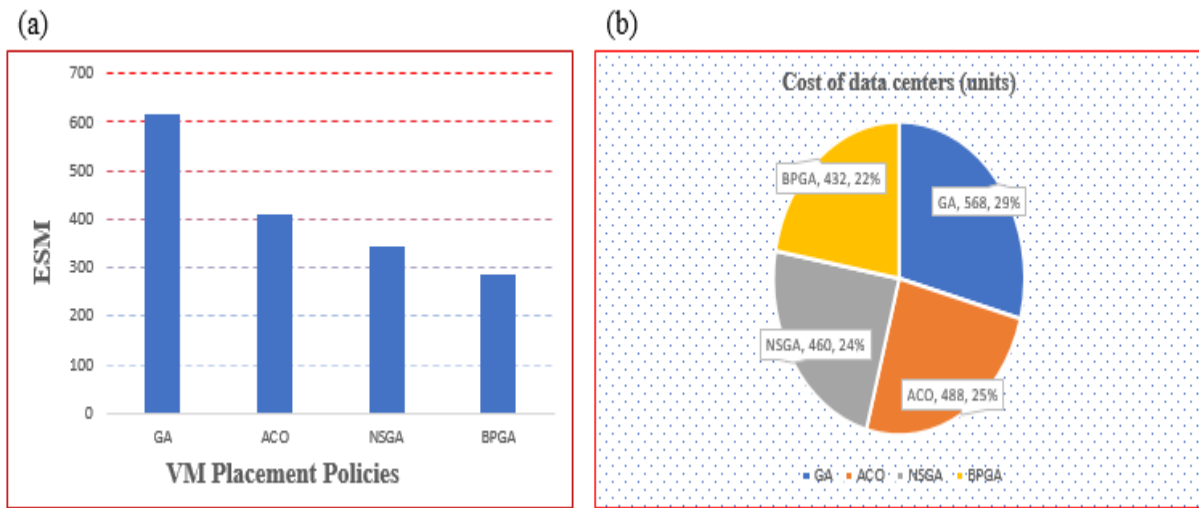 (a)
700
600
500
400
300
200
100
0
ESM
GA ACO NSGA BPGA
VM Placement Policies
(b)
Cost of data centers (units)
BPGA, 432, 22%
GA, 568, 29%
NSGA, 460, 24%
ACO, 488, 25%
GA ACO NSGA BPGA